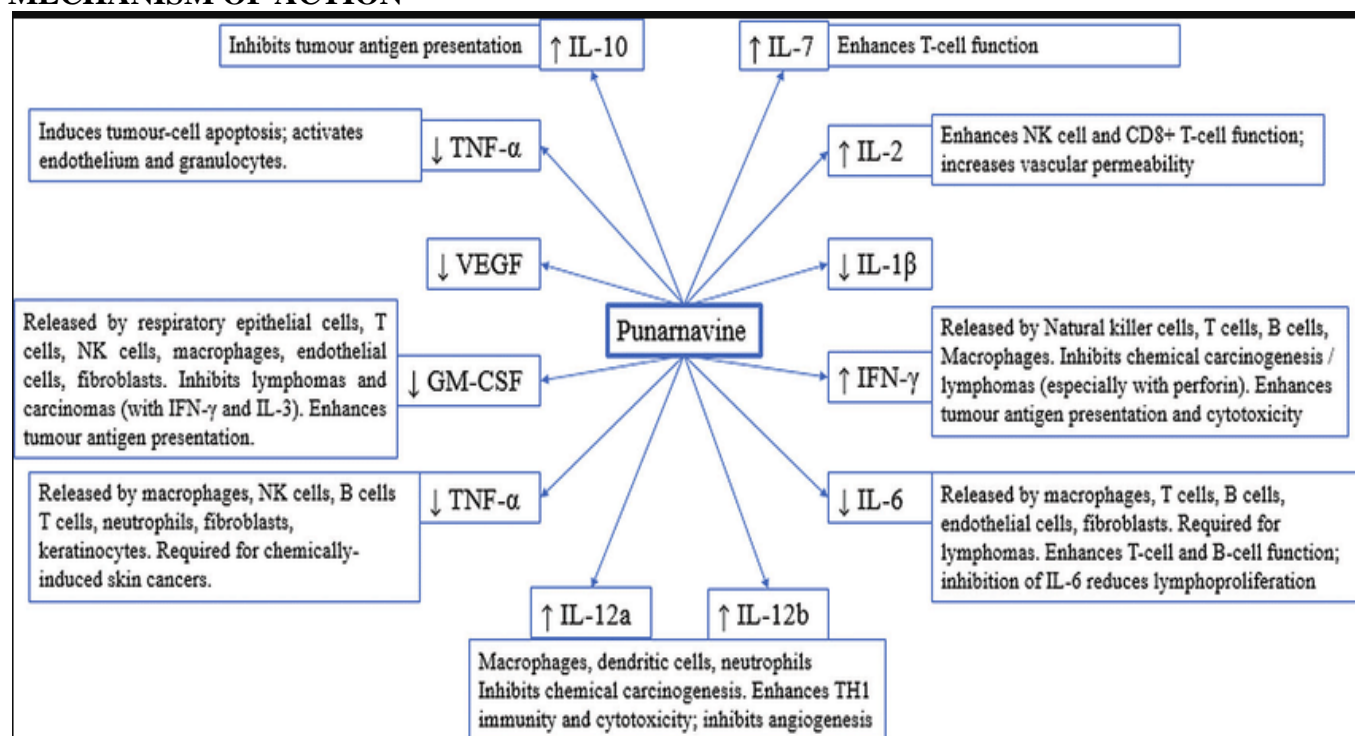 MECHANISM OF ACTION
Inhibits tumour antigen presentation
↑ IL-10
↑ IL-7
Enhances T-cell function
Induces tumour-cell apoptosis; activates
endothelium and granulocytes.
↓ TNF-α
↑ IL-2
Enhances NK cell and CD8+ T-cell function;
increases vascular permeability
↓ VEGF
↓ IL-1β
Punarnavine
Released by respiratory epithelial cells, T
cells, NK cells, macrophages, endothelial
cells, fibroblasts. Inhibits lymphomas and
carcinomas (with IFN-γ and IL-3). Enhances
tumour antigen presentation.
↓ GM-CSF
↑ IFN-γ
Released by Natural killer cells, T cells, B cells,
Macrophages. Inhibits chemical carcinogenesis /
lymphomas (especially with perforin). Enhances
tumour antigen presentation and cytotoxicity
Released by macrophages, NK cells, B cells
T cells, neutrophils, fibroblasts,
keratinocytes. Required for chemically-
induced skin cancers.
↓ TNF-α
↓ IL-6
Released by macrophages, T cells, B cells,
endothelial cells, fibroblasts. Required for
lymphomas. Enhances T-cell and B-cell function;
inhibition of IL-6 reduces lymphoproliferation
↑ IL-12a
↑ IL-12b
Macrophages, dendritic cells, neutrophils
Inhibits chemical carcinogenesis. Enhances TH1
immunity and cytotoxicity; inhibits angiogenesis